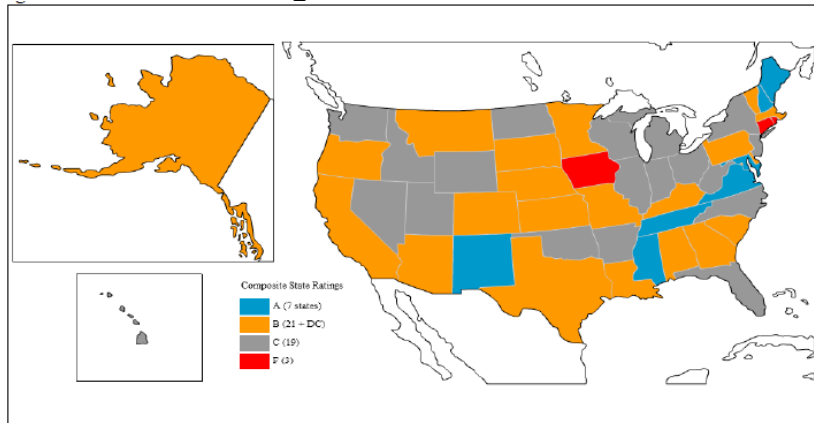 Composite State Ratings
A (7 states)
B (21 + DC)
C (19)
F (3)